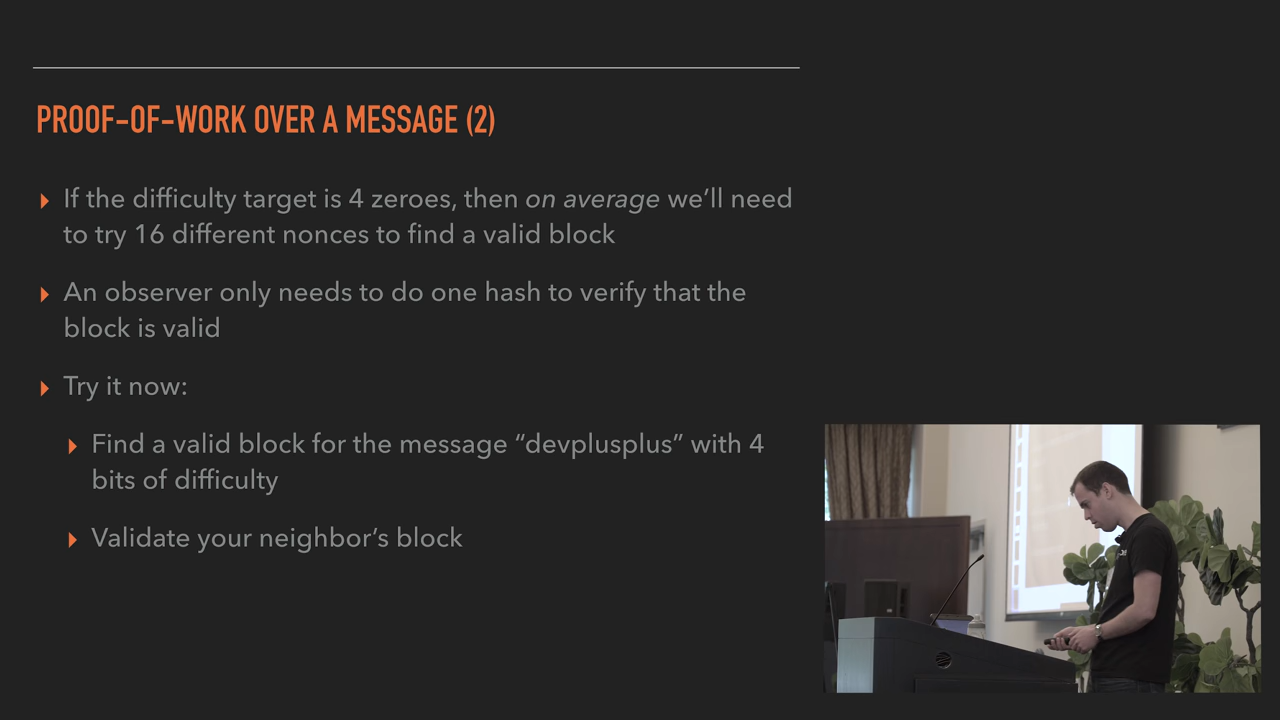 PROOF-OF-WORK OVER A MESSAGE (2)
If the difficulty target is 4 zeroes, then on average we’ll need
to try 16 different nonces to find a valid block
An observer only needs to do one hash to verify that the
block is valid
Try it now:
Find a valid block for the message “devplusplus” with 4
bits of difficulty
Validate your neighbor’s block